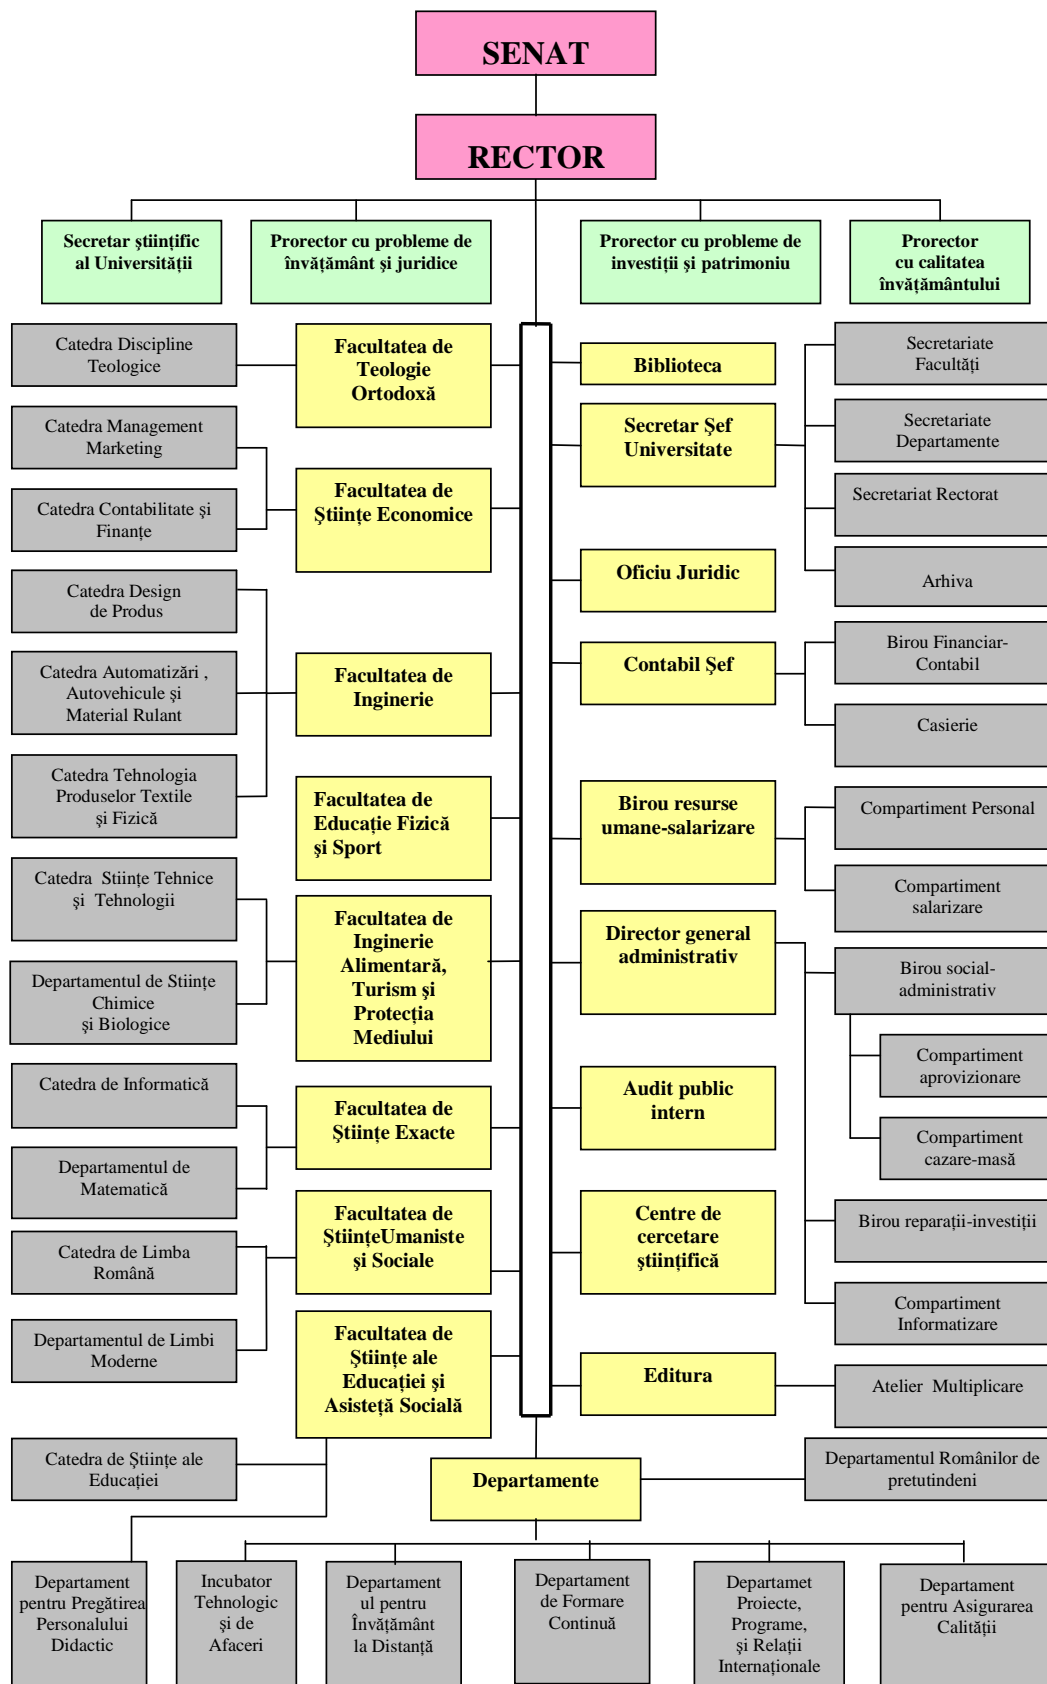 SENAT
RECTOR
Secretar ştiinţific
al Universităţii
Prorector cu probleme de
învăţământ şi juridice
Prorector cu probleme de
investiţii şi patrimoniu
Prorector
cu calitatea
învăţământului
Catedra Discipline
Teologice
Catedra Management
Marketing
Catedra Contabilitate şi
Finanţe
Catedra Design
de Produs
Catedra Automatizări ,
Autovehicule şi
Material Rulant
Catedra Tehnologia
Produselor Textile
şi Fizică
Catedra Stiinţe Tehnice
şi Tehnologii
Departamentul de Stiinţe
Chimice
şi Biologice
Catedra de Informatică
Departamentul de
Matematică
Catedra de Limba
Română
Departamentul de Limbi
Moderne
Catedra de Ştiinţe ale
Educaţiei
Facultatea de
Teologie
Ortodoxă
Facultatea de
Ştiinţe Economice
Facultatea de
Inginerie
Facultatea de
Educaţie Fizică
şi Sport
Facultatea de
Inginerie
Alimentară,
Turism şi
Protecţia
Mediului
Facultatea de
Ştiinţe Exacte
Facultatea de
ŞtiinţeUmaniste
şi Sociale
Facultatea de
Ştiinţe ale
Educaţiei şi
Asisteţă Socială
Biblioteca
Secretar Şef
Universitate
Oficiu Juridic
Contabil Şef
Birou resurse
umane-salarizare
Director general
administrativ
Audit public
intern
Centre de
cercetare
ştiinţifică
Editura
Secretariate
Facultăţi
Secretariate
Departamente
Secretariat Rectorat
Arhiva
Birou Financiar-
Contabil
Casierie
Compartiment Personal
Compartiment
salarizare
Birou social-
administrativ
Compartiment
aprovizionare
Compartiment
cazare-masă
Birou reparaţii-investiţii
Compartiment
Informatizare
Atelier Multiplicare
Departamente
Departamentul Românilor de
pretutindeni
Departament
pentru Pregătirea
Personalului
Didactic
Incubator
Tehnologic
şi de
Afaceri
Departament
ul pentru
Învăţământ
la Distanţă
Departament
de Formare
Continuă
Departamet
Proiecte,
Programe,
şi Relaţii
Internaţionale
Departament
pentru Asigurarea
Calităţii